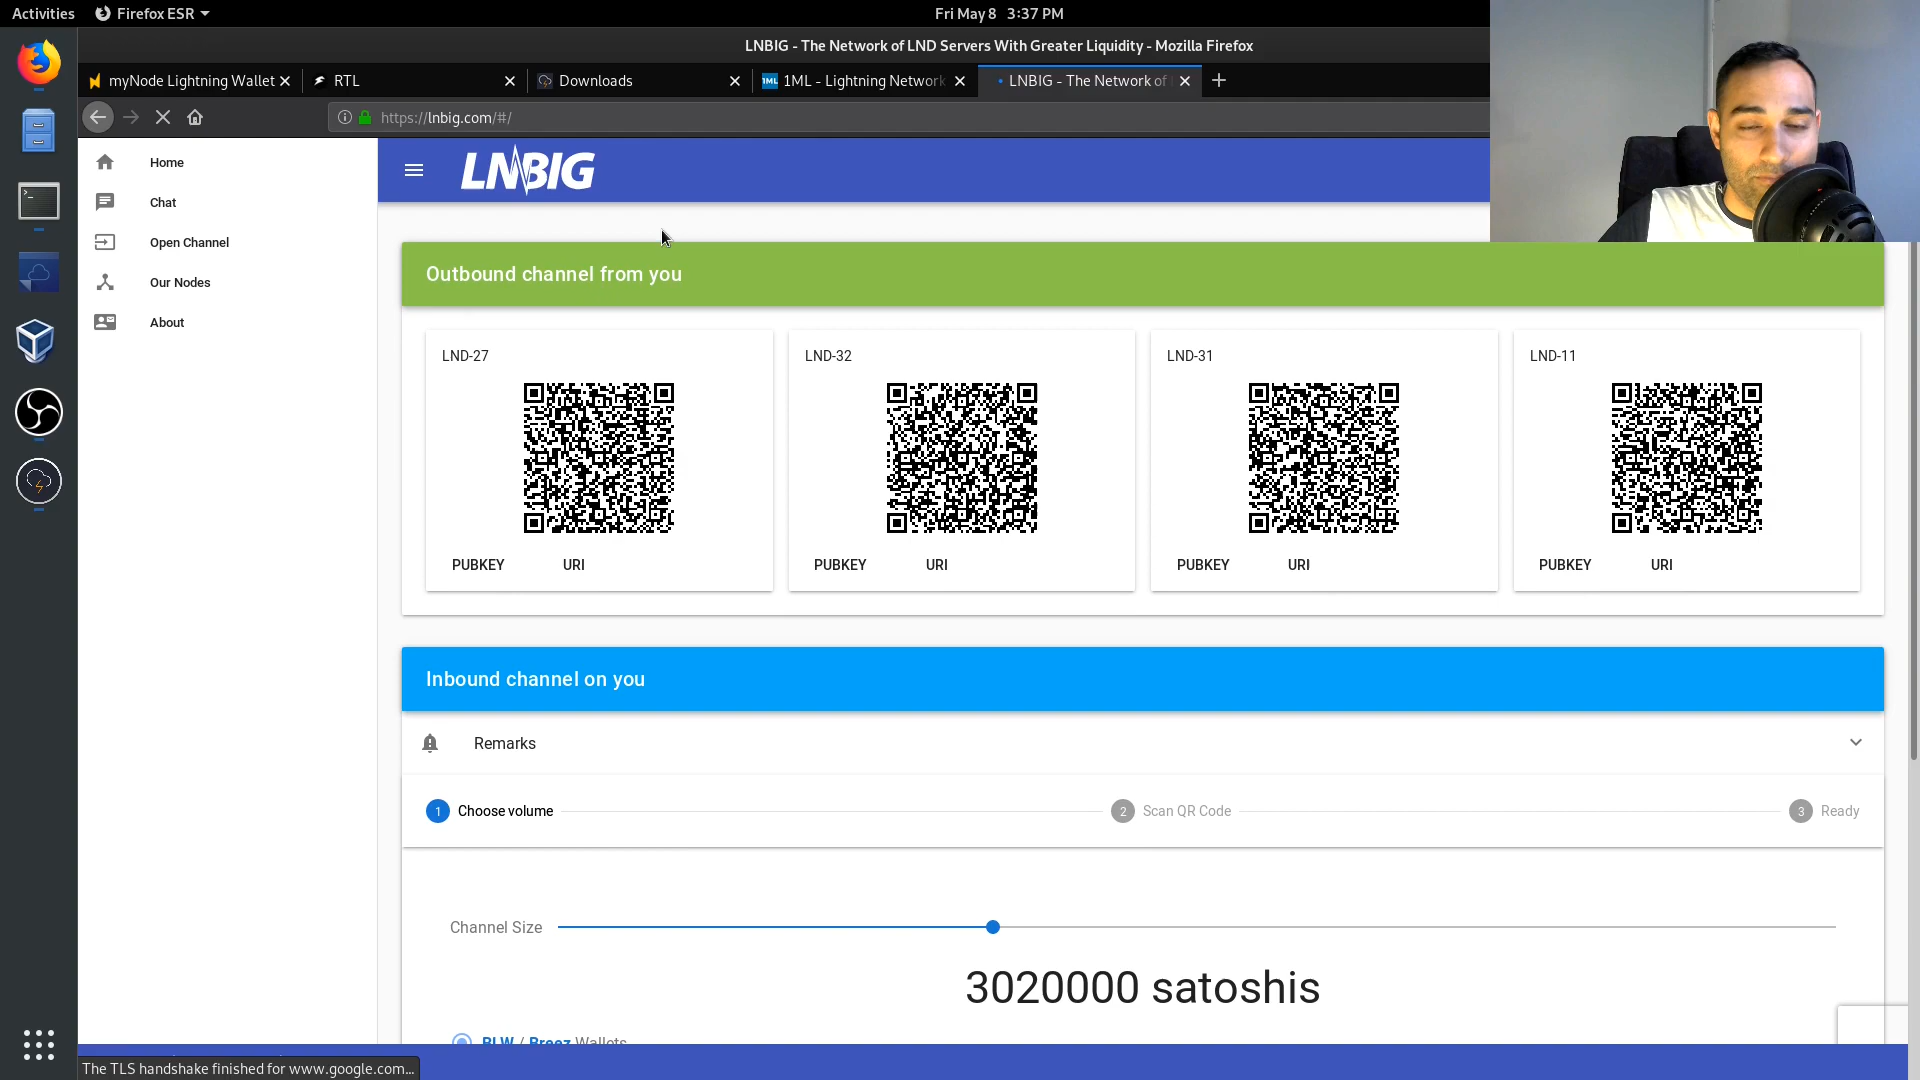 Activities Firefox ESR Fri May 8 3:37 PM
LNBIG - The Network of LND Servers With Greater Liquidity - Mozilla Firefox
myNode Lightning Wallet RTL Downloads 1ML 1ML - Lightning Network LNBIG - The Network of
https://lnbig.com/#/
Home
Chat
Open Channel
Our Nodes
About
LNBIG
Outbound channel from you
LND-27 LND-32 LND-31 LND-11
PUBKEY URI PUBKEY URI PUBKEY URI PUBKEY URI
Inbound channel on you
Remarks
1 Choose volume 2 Scan QR Code 3 Ready
Channel Size
3020000 satoshis
BLW / Breez Wallets
The TLS handshake finished for www.google.com...